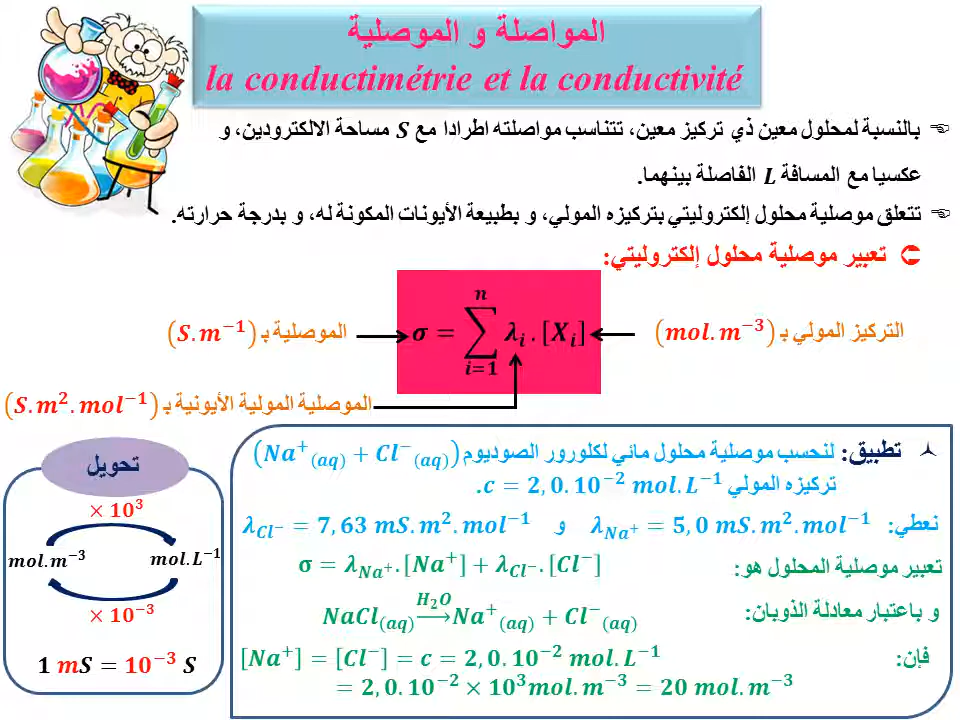 المواصلة و الموصلية
la conductimétrie et la conductivité
☜ بالنسبة لمحلول معين ذي تركيز معين، تتناسب مواصلته اطرادا مع S مساحة الالكترودين، و
عكسيا مع المسافة L الفاصلة بينهما.
☜ تتعلق موصلية محلول إلكتروليتي بتركيزه المولي، و بطبيعة الأيونات المكونة له، و بدرجة حرارته.
تعبير موصلية محلول إلكتروليتي:
التركيز المولي بـ (mol.m⁻³)
σ = ∑ᵢ₌₁ⁿ λᵢ . [Xᵢ]
الموصلية بـ (S.m⁻¹)
الموصلية المولية الأيونية بـ (S.m².mol⁻¹)
تطبيق: لنحسب موصلية محلول مائي لكلورور الصوديوم (Na⁺(aq) + Cl⁻(aq))
تركيزه المولي c = 2,0.10⁻² mol.L⁻¹.
نعطي: λNa⁺ = 5,0 mS.m².mol⁻¹ و λCl⁻ = 7,63 mS.m².mol⁻¹
تعبير موصلية المحلول هو: σ = λNa⁺.[Na⁺] + λCl⁻.[Cl⁻]
و باعتبار معادلة الذوبان: NaCl(aq) —H₂O→ Na⁺(aq) + Cl⁻(aq)
فإن: [Na⁺] = [Cl⁻] = c = 2,0.10⁻² mol.L⁻¹
= 2,0.10⁻² × 10³mol.m⁻³ = 20 mol.m⁻³
تحويل
× 10³
mol.m⁻³ mol.L⁻¹
× 10⁻³
1 mS = 10⁻³ S